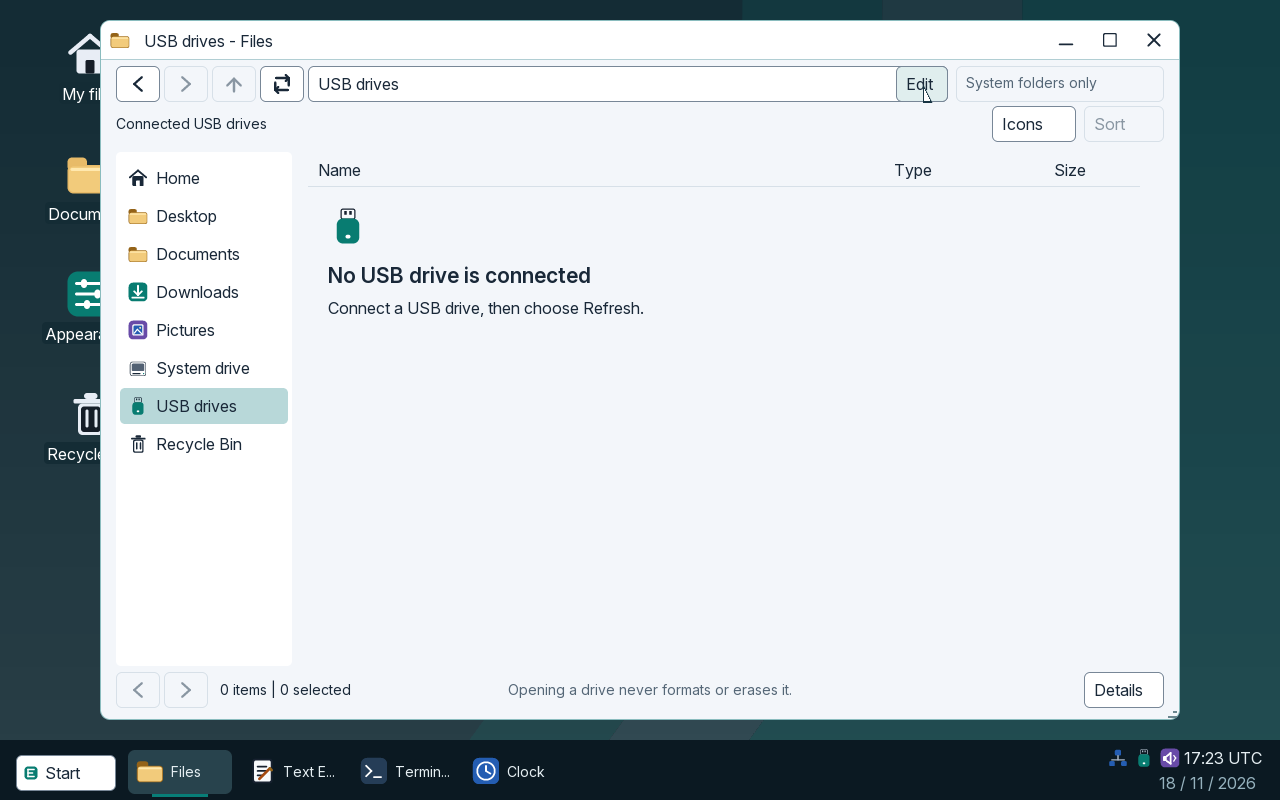 USB drives - Files
USB drives
Edit
System folders only
Connected USB drives
Icons
Sort
Name Type Size
Home
Desktop
Documents
Downloads
Pictures
System drive
USB drives
Recycle Bin
No USB drive is connected
Connect a USB drive, then choose Refresh.
0 items | 0 selected
Opening a drive never formats or erases it.
Details
My
Recycle
Start
Files
Text E...
Termin...
Clock
17:23 UTC
18 / 11 / 2026